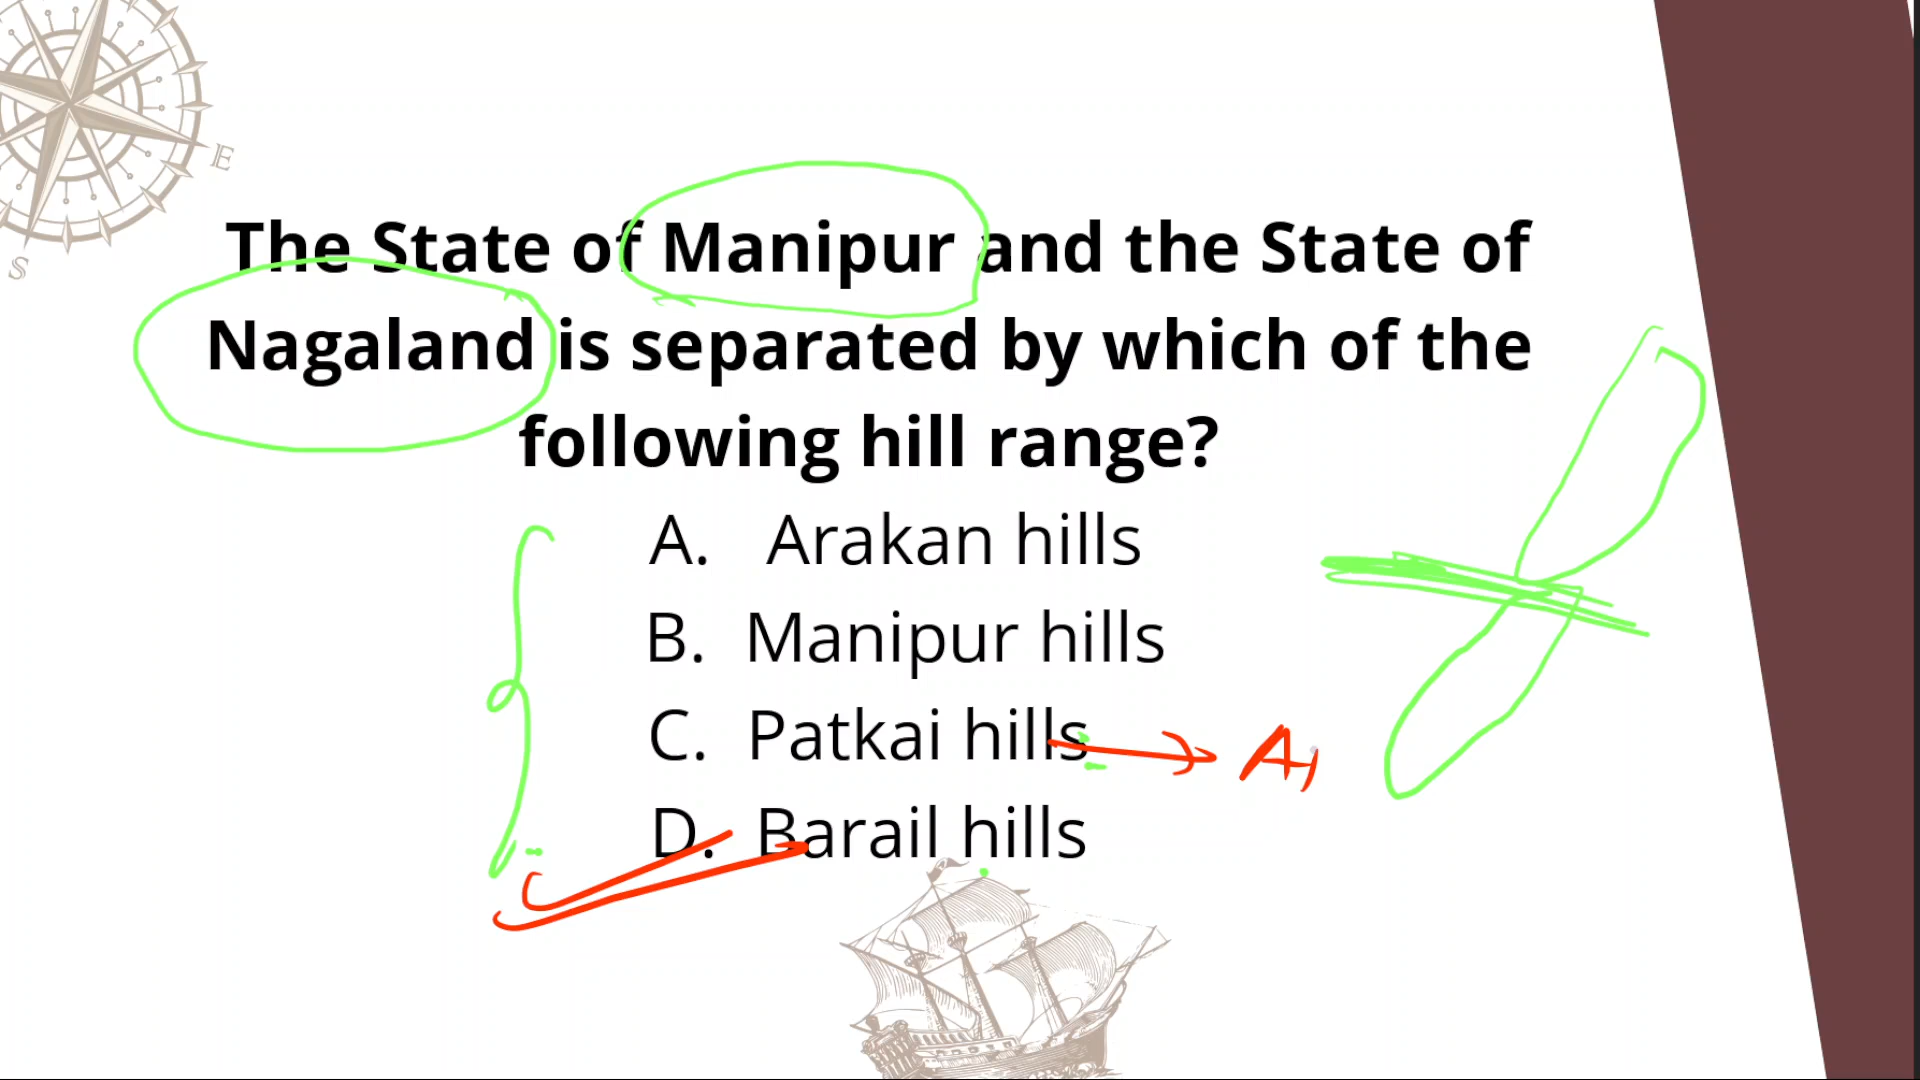 E
S
The State of Manipur and the State of
Nagaland is separated by which of the
following hill range?
A. Arakan hills
B. Manipur hills
C. Patkai hills → A,
D. Barail hills